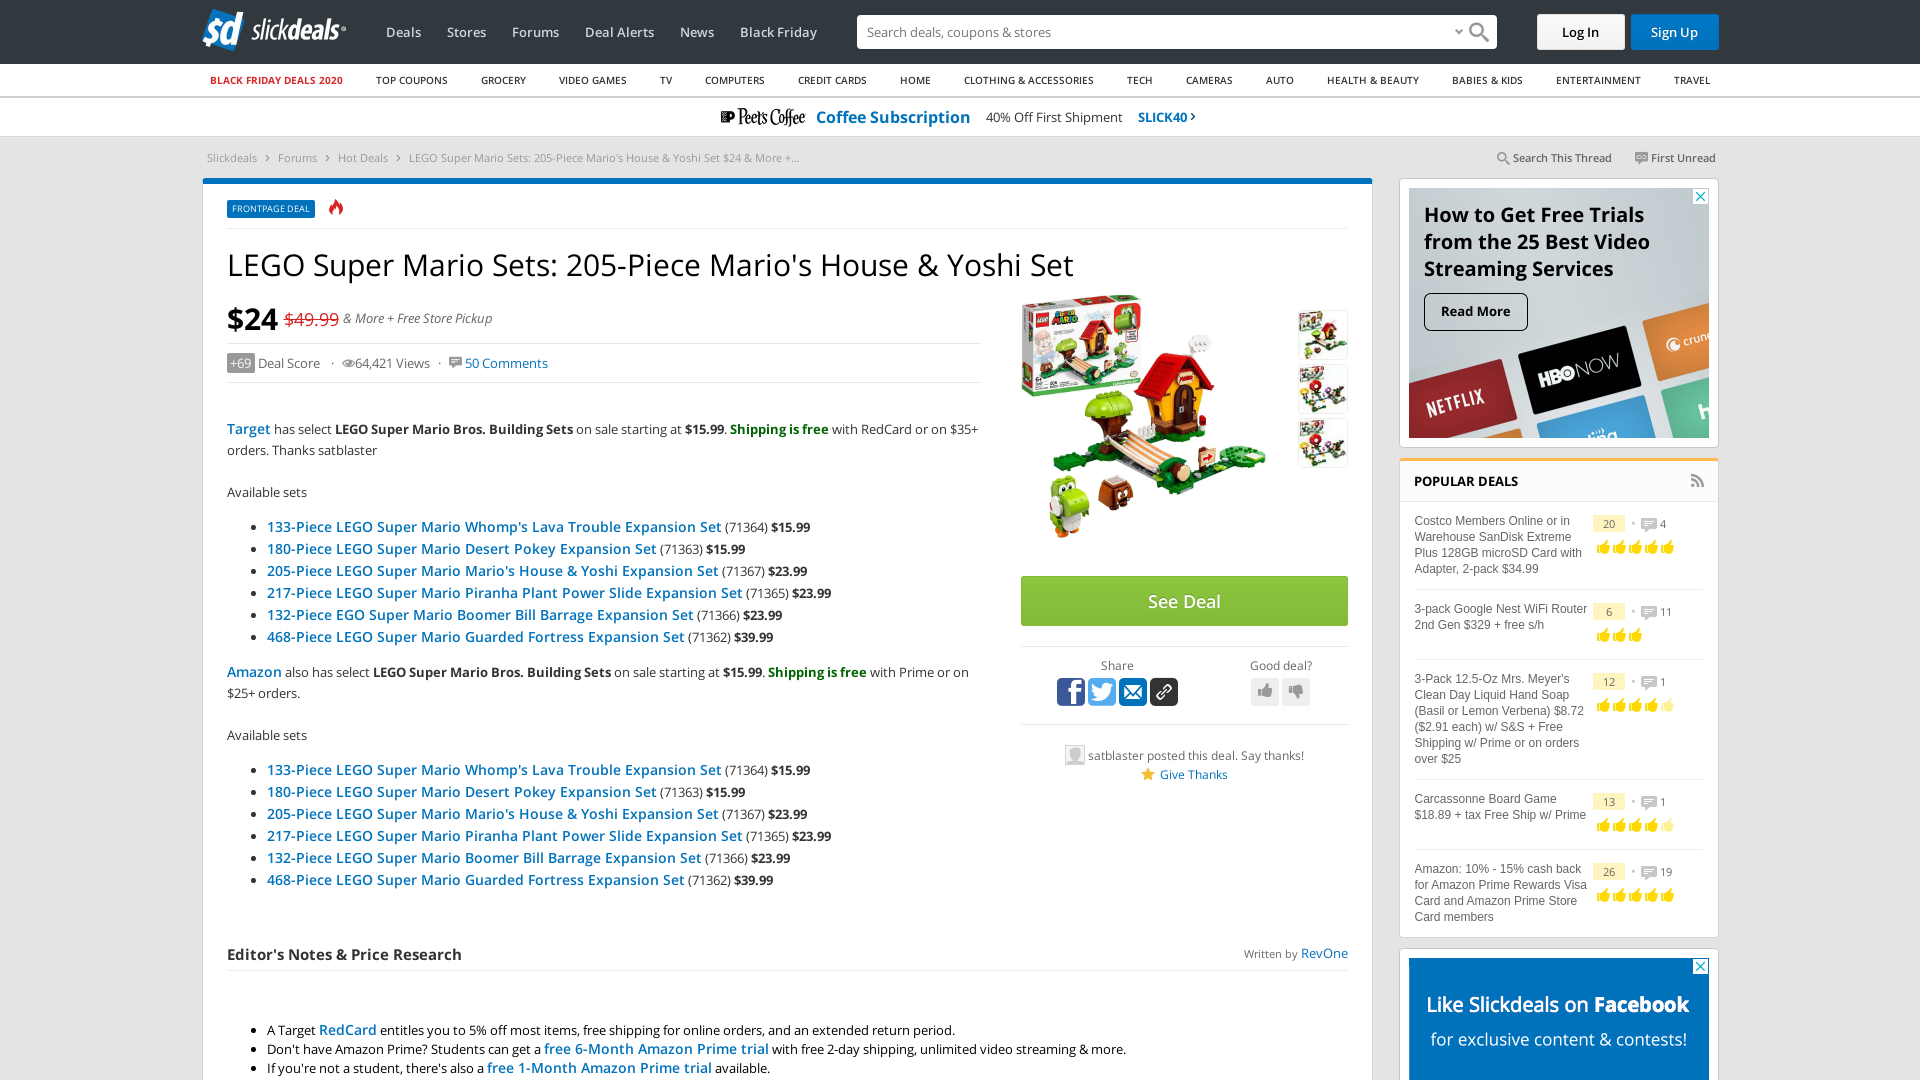 slickdeals
Deals
Stores
Forums
Deal Alerts
News
Black Friday
Search deals, coupons & stores
Log In
Sign Up
BLACK FRIDAY DEALS 2020
TOP COUPONS
GROCERY
VIDEO GAMES
TV
COMPUTERS
CREDIT CARDS
HOME
CLOTHING & ACCESSORIES
TECH
CAMERAS
AUTO
HEALTH & BEAUTY
BABIES & KIDS
ENTERTAINMENT
TRAVEL
Peet's Coffee
Coffee Subscription
40% Off First Shipment
SLICK40
Slickdeals
Forums
Hot Deals
LEGO Super Mario Sets: 205-Piece Mario's House & Yoshi Set $24 & More +...
Search This Thread
First Unread
FRONTPAGE DEAL
LEGO Super Mario Sets: 205-Piece Mario's House & Yoshi Set
$24 $49.99 & More + Free Store Pickup
+69 Deal Score · 64,421 Views · 50 Comments
Target has select LEGO Super Mario Bros. Building Sets on sale starting at $15.99. Shipping is free with RedCard or on $35+
orders. Thanks satblaster
Available sets
133-Piece LEGO Super Mario Whomp's Lava Trouble Expansion Set (71364) $15.99
180-Piece LEGO Super Mario Desert Pokey Expansion Set (71363) $15.99
205-Piece LEGO Super Mario Mario's House & Yoshi Expansion Set (71367) $23.99
217-Piece LEGO Super Mario Piranha Plant Power Slide Expansion Set (71365) $23.99
132-Piece EGO Super Mario Boomer Bill Barrage Expansion Set (71366) $23.99
468-Piece LEGO Super Mario Guarded Fortress Expansion Set (71362) $39.99
Amazon also has select LEGO Super Mario Bros. Building Sets on sale starting at $15.99. Shipping is free with Prime or on
$25+ orders.
Available sets
133-Piece LEGO Super Mario Whomp's Lava Trouble Expansion Set (71364) $15.99
180-Piece LEGO Super Mario Desert Pokey Expansion Set (71363) $15.99
205-Piece LEGO Super Mario Mario's House & Yoshi Expansion Set (71367) $23.99
217-Piece LEGO Super Mario Piranha Plant Power Slide Expansion Set (71365) $23.99
132-Piece LEGO Super Mario Boomer Bill Barrage Expansion Set (71366) $23.99
468-Piece LEGO Super Mario Guarded Fortress Expansion Set (71362) $39.99
LEGO SUPER MARIO
See Deal
Share
Good deal?
satblaster posted this deal. Say thanks!
Give Thanks
Editor's Notes & Price Research
Written by RevOne
A Target RedCard entitles you to 5% off most items, free shipping for online orders, and an extended return period.
Don't have Amazon Prime? Students can get a free 6-Month Amazon Prime trial with free 2-day shipping, unlimited video streaming & more.
If you're not a student, there's also a free 1-Month Amazon Prime trial available.
How to Get Free Trials
from the 25 Best Video
Streaming Services
Read More
NETFLIX
HBO NOW
crun
POPULAR DEALS
Costco Members Online or in
Warehouse SanDisk Extreme
Plus 128GB microSD Card with
Adapter, 2-pack $34.99
20 • 4
3-pack Google Nest WiFi Router
2nd Gen $329 + free s/h
6 • 11
3-Pack 12.5-Oz Mrs. Meyer's
Clean Day Liquid Hand Soap
(Basil or Lemon Verbena) $8.72
($2.91 each) w/ S&S + Free
Shipping w/ Prime or on orders
over $25
12 • 1
Carcassonne Board Game
$18.89 + tax Free Ship w/ Prime
13 • 1
Amazon: 10% - 15% cash back
for Amazon Prime Rewards Visa
Card and Amazon Prime Store
Card members
26 • 19
Like Slickdeals on Facebook
for exclusive content & contests!